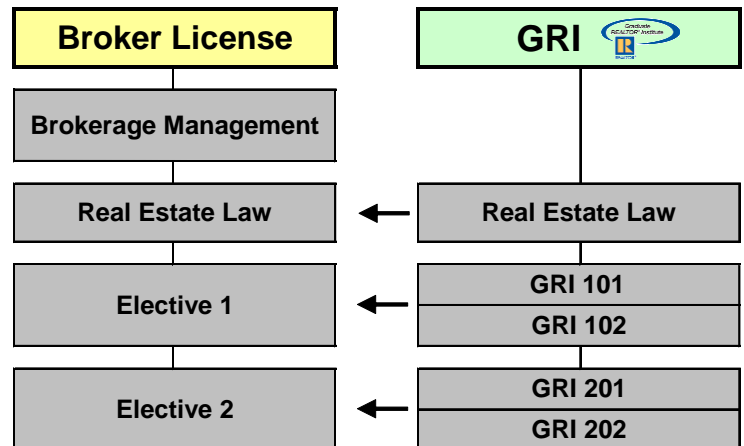 Broker License
GRI
Graduate
REALTOR® Institute
R
REALTOR®
Brokerage Management
Real Estate Law
Real Estate Law
Elective 1
GRI 101
GRI 102
Elective 2
GRI 201
GRI 202